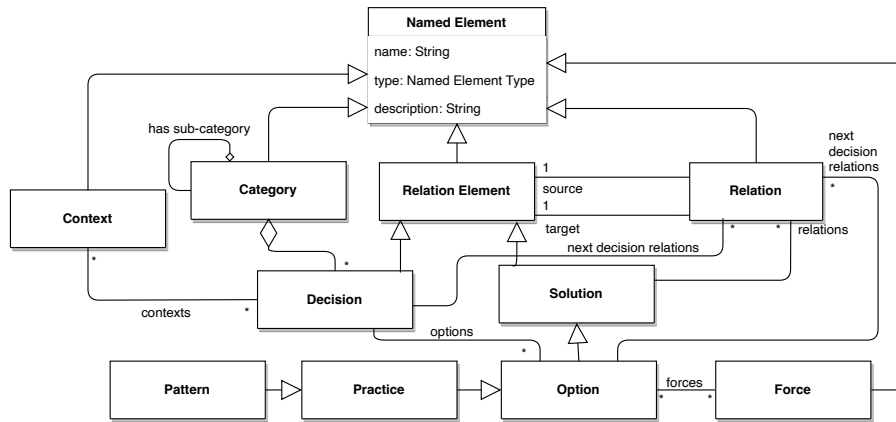 Named Element
name: String
type: Named Element Type
description: String
has sub-category
next
decision
relations
Category
Relation Element
1
source
1
target
Relation
*
Context
*
*
relations
next decision relations
*
contexts
*
*
Decision
Solution
options
*
Pattern
Practice
Option
forces
*
*
Force